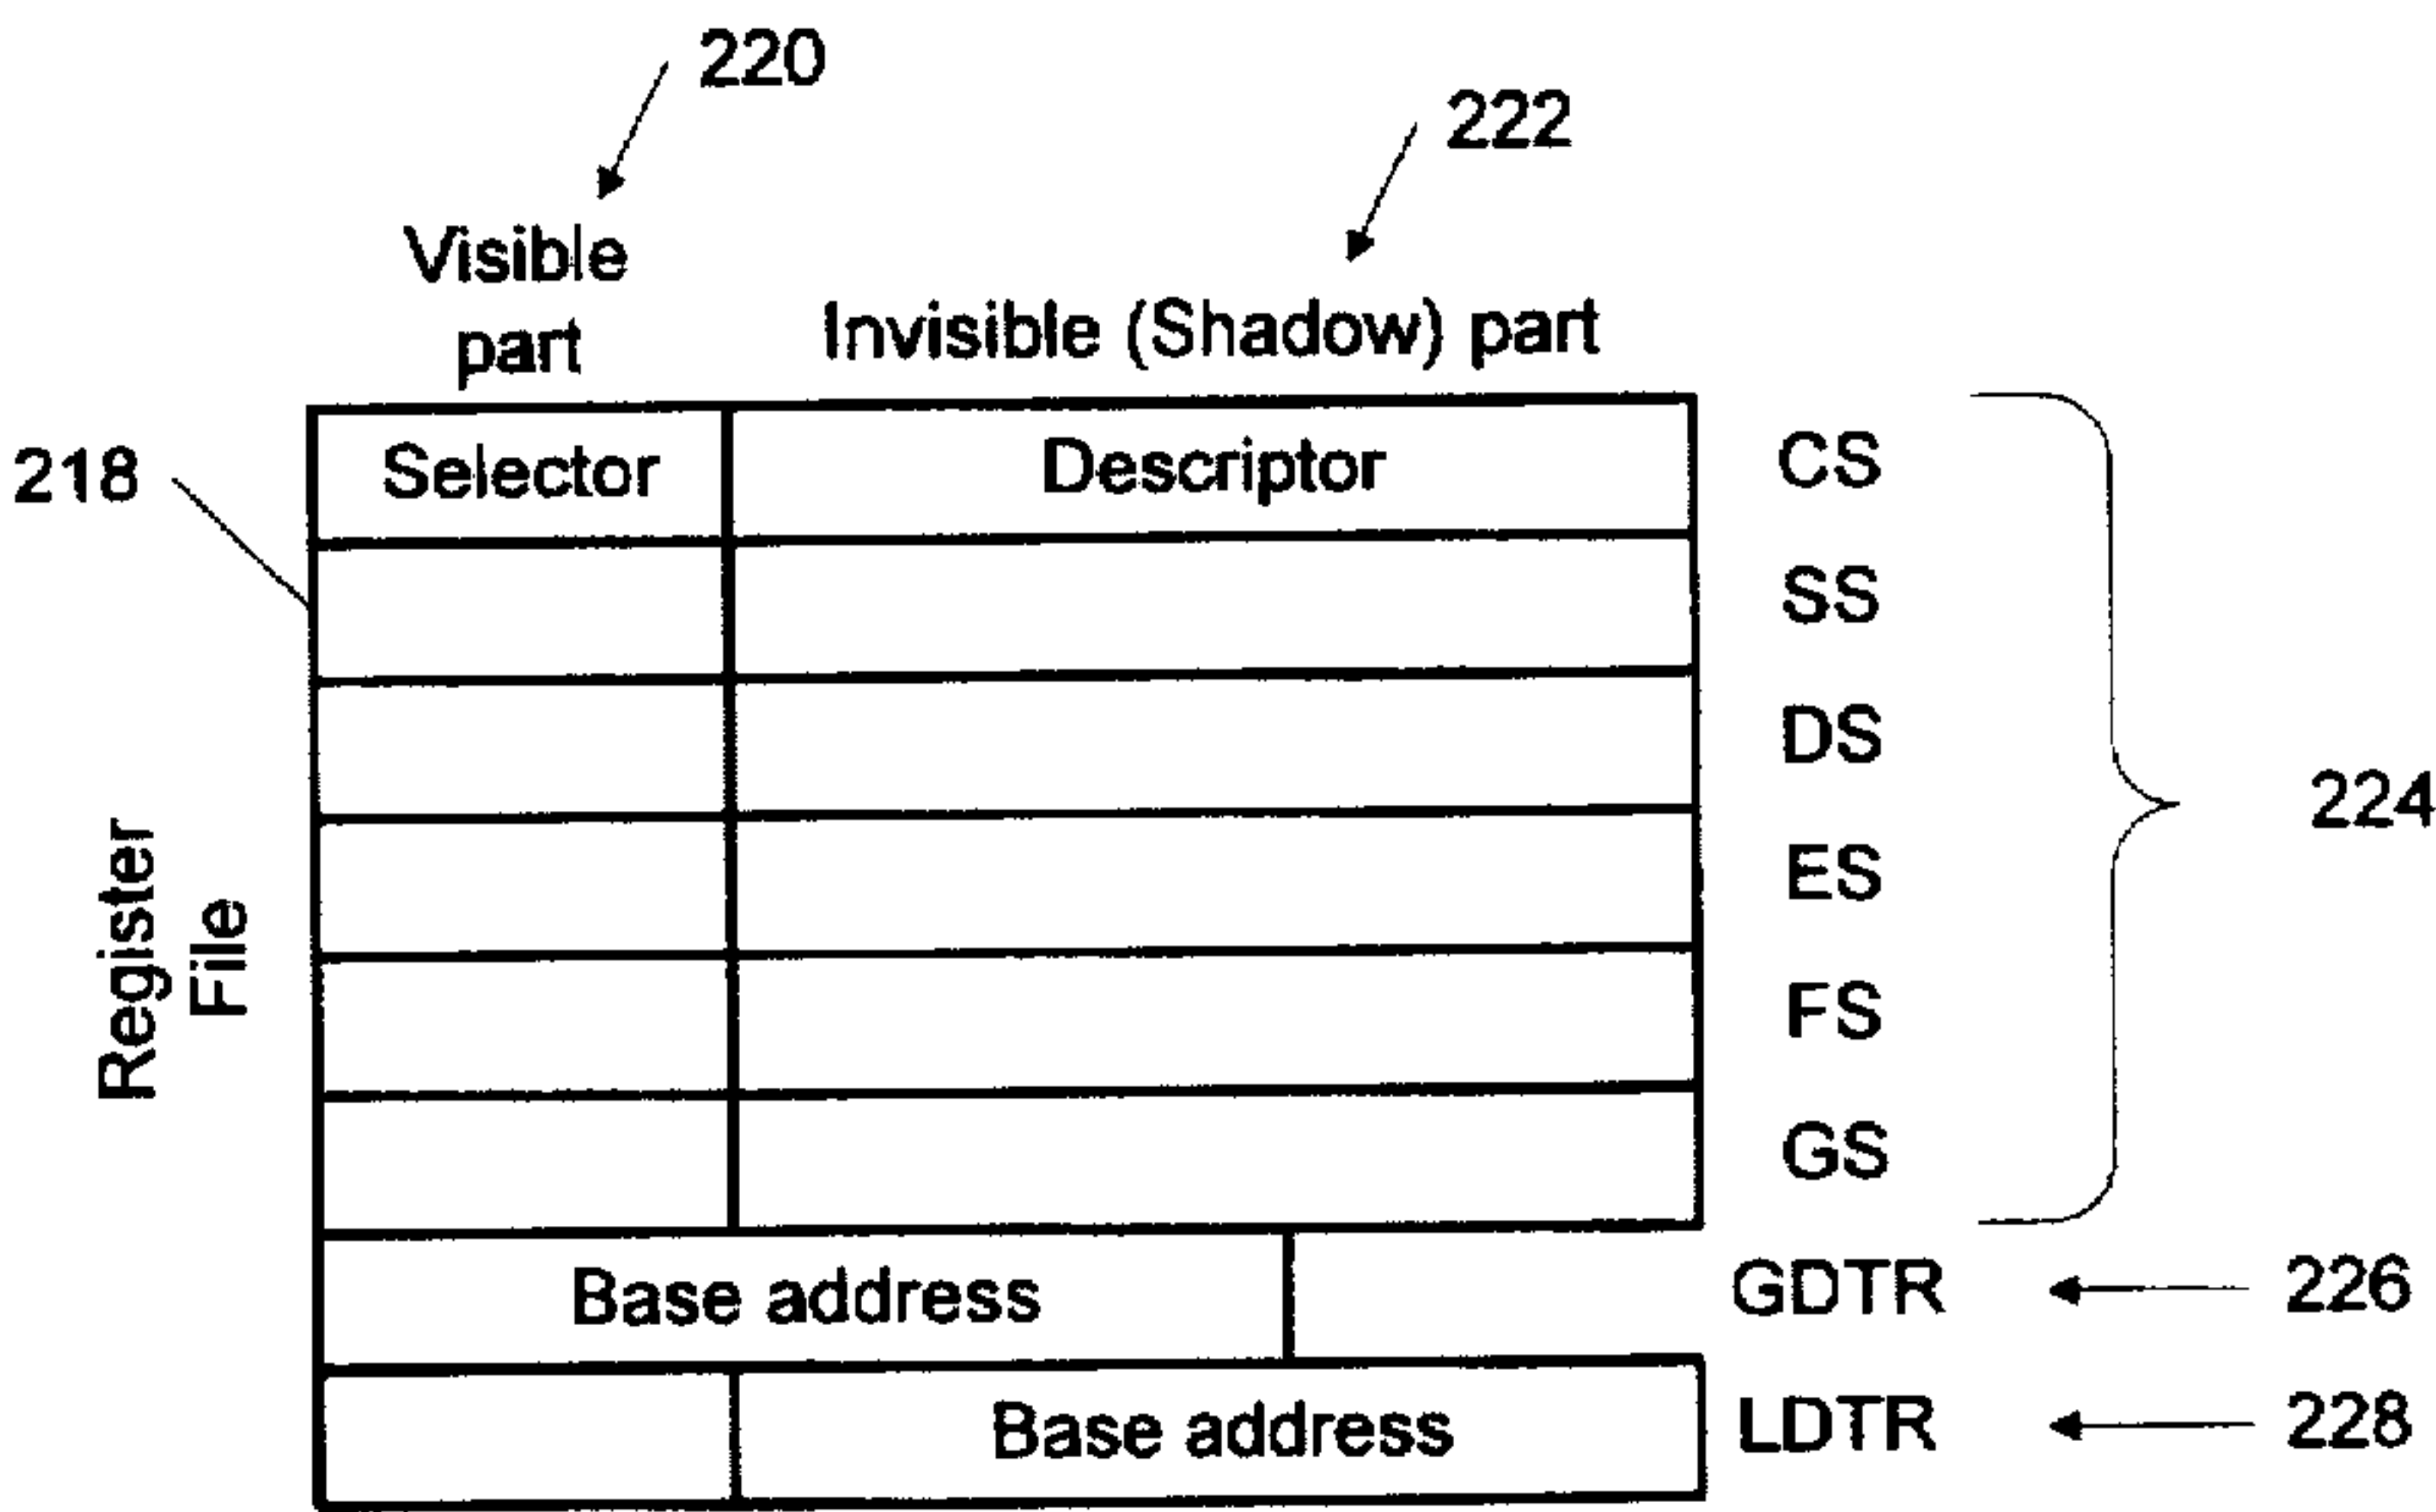 220
222
Visible
part
Invisible (Shadow) part
218
Selector
Descriptor
CS
SS
DS
ES
FS
GS
224
Register
File
Base address
GDTR
226
Base address
LDTR
228